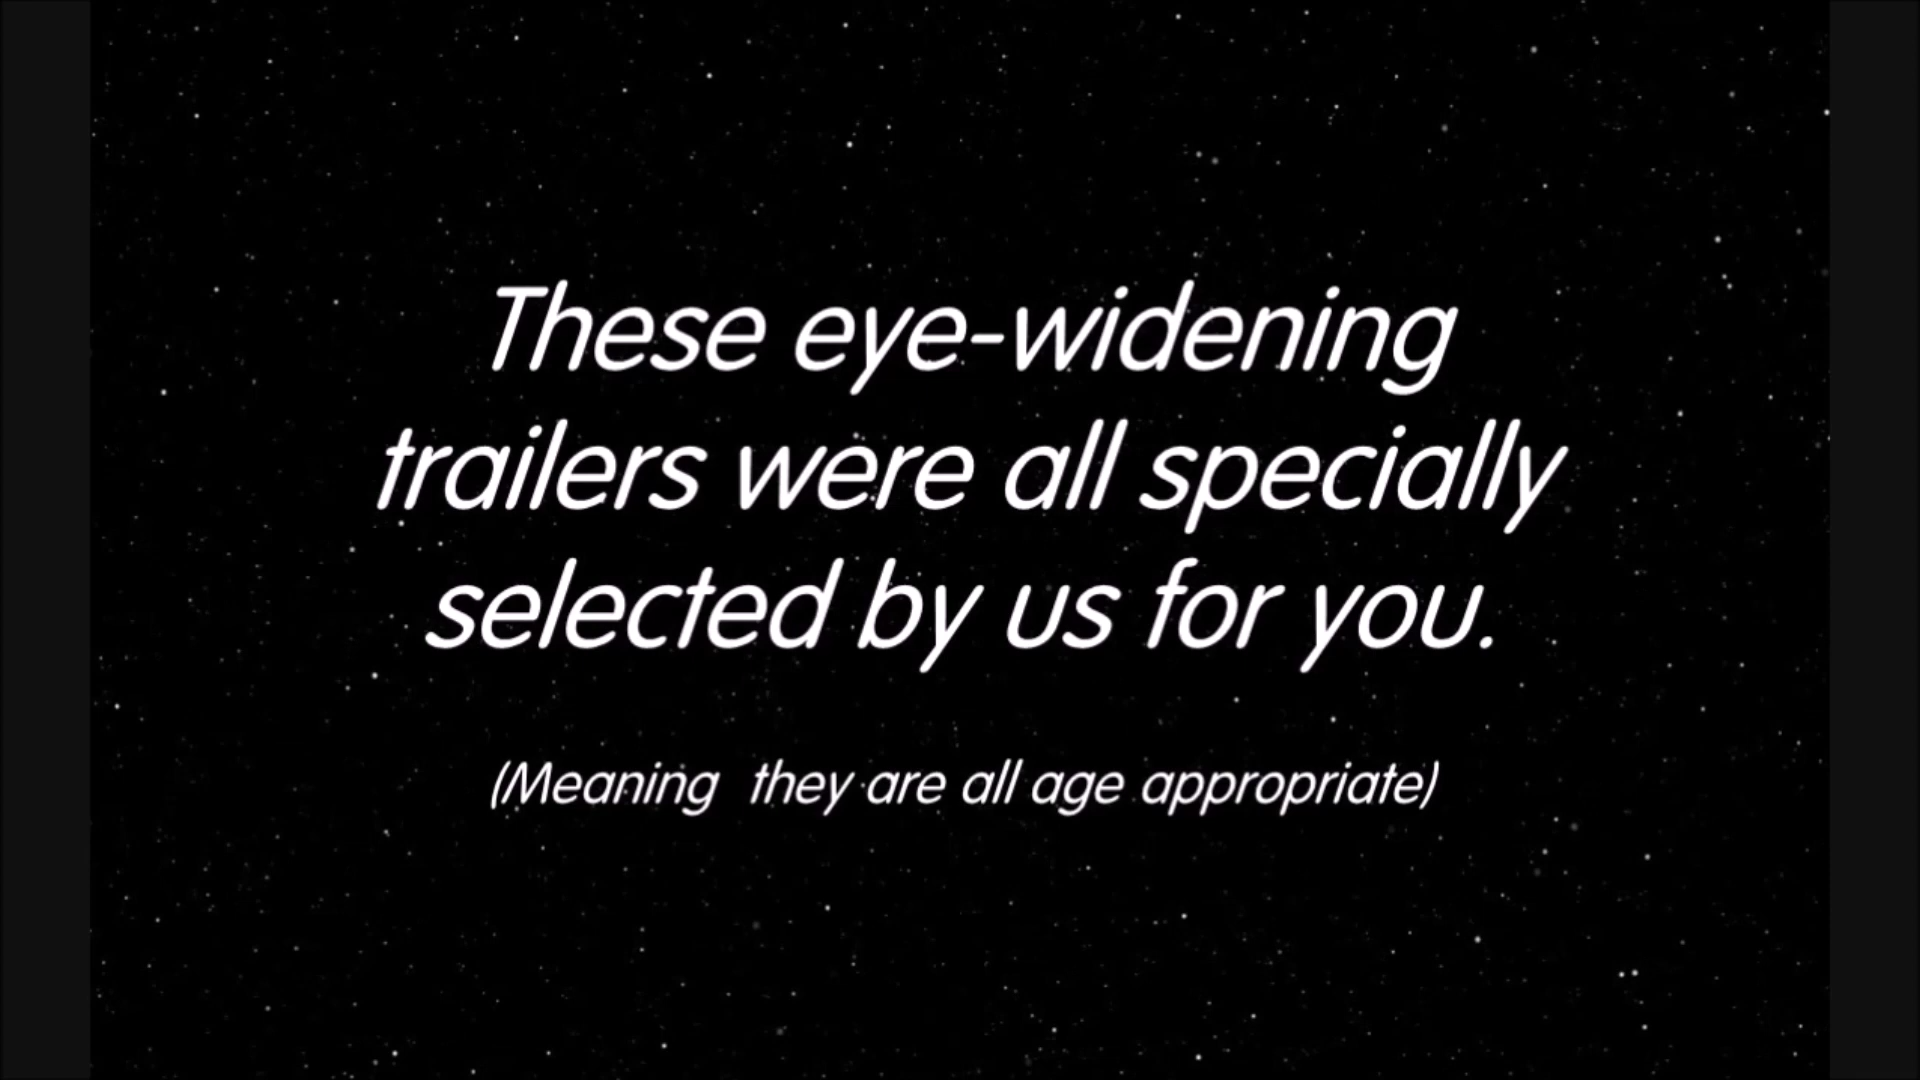 These eye-widening
trailers were all specially
selected by us for you.
(Meaning  they are all age appropriate)